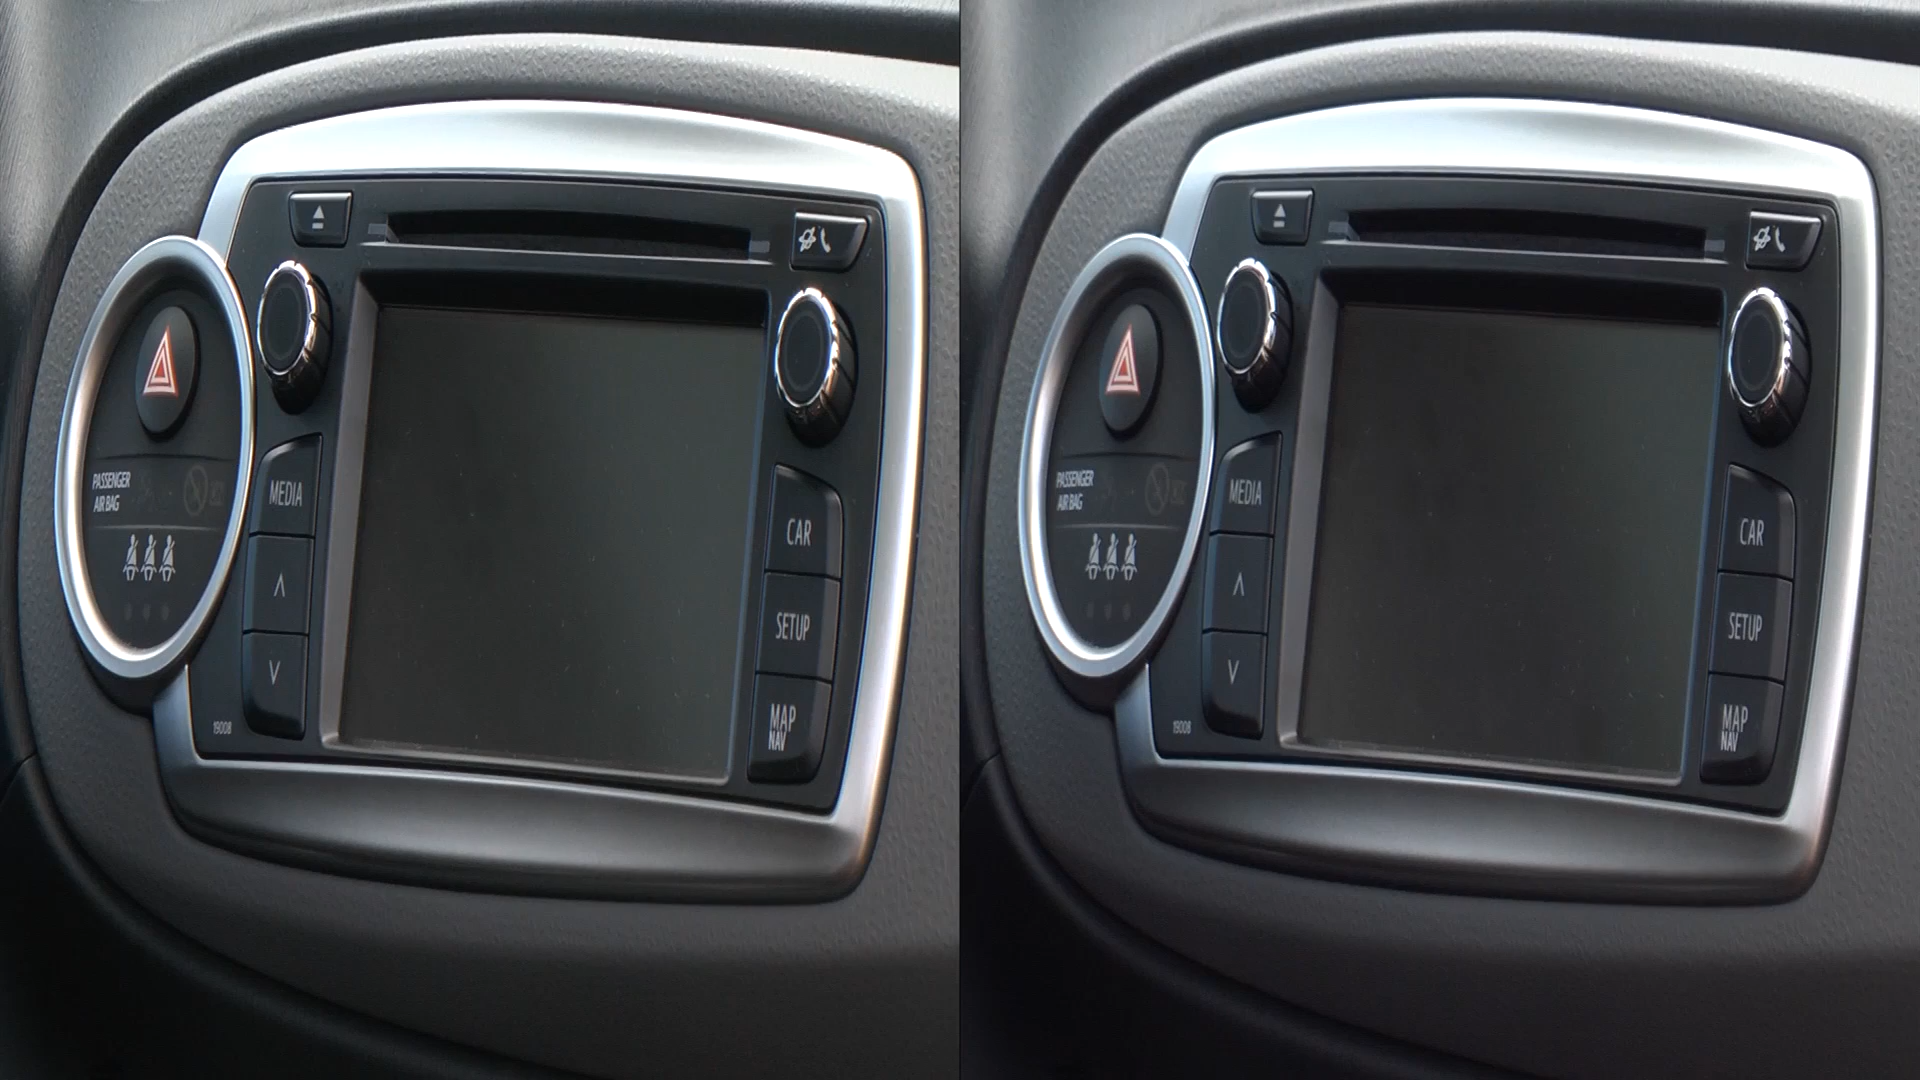 PASSENGER
AIR BAG
MEDIA
19008
CAR
SETUP
MAP
NAV
PASSENGER
AIR BAG
MEDIA
19008
CAR
SETUP
MAP
NAV